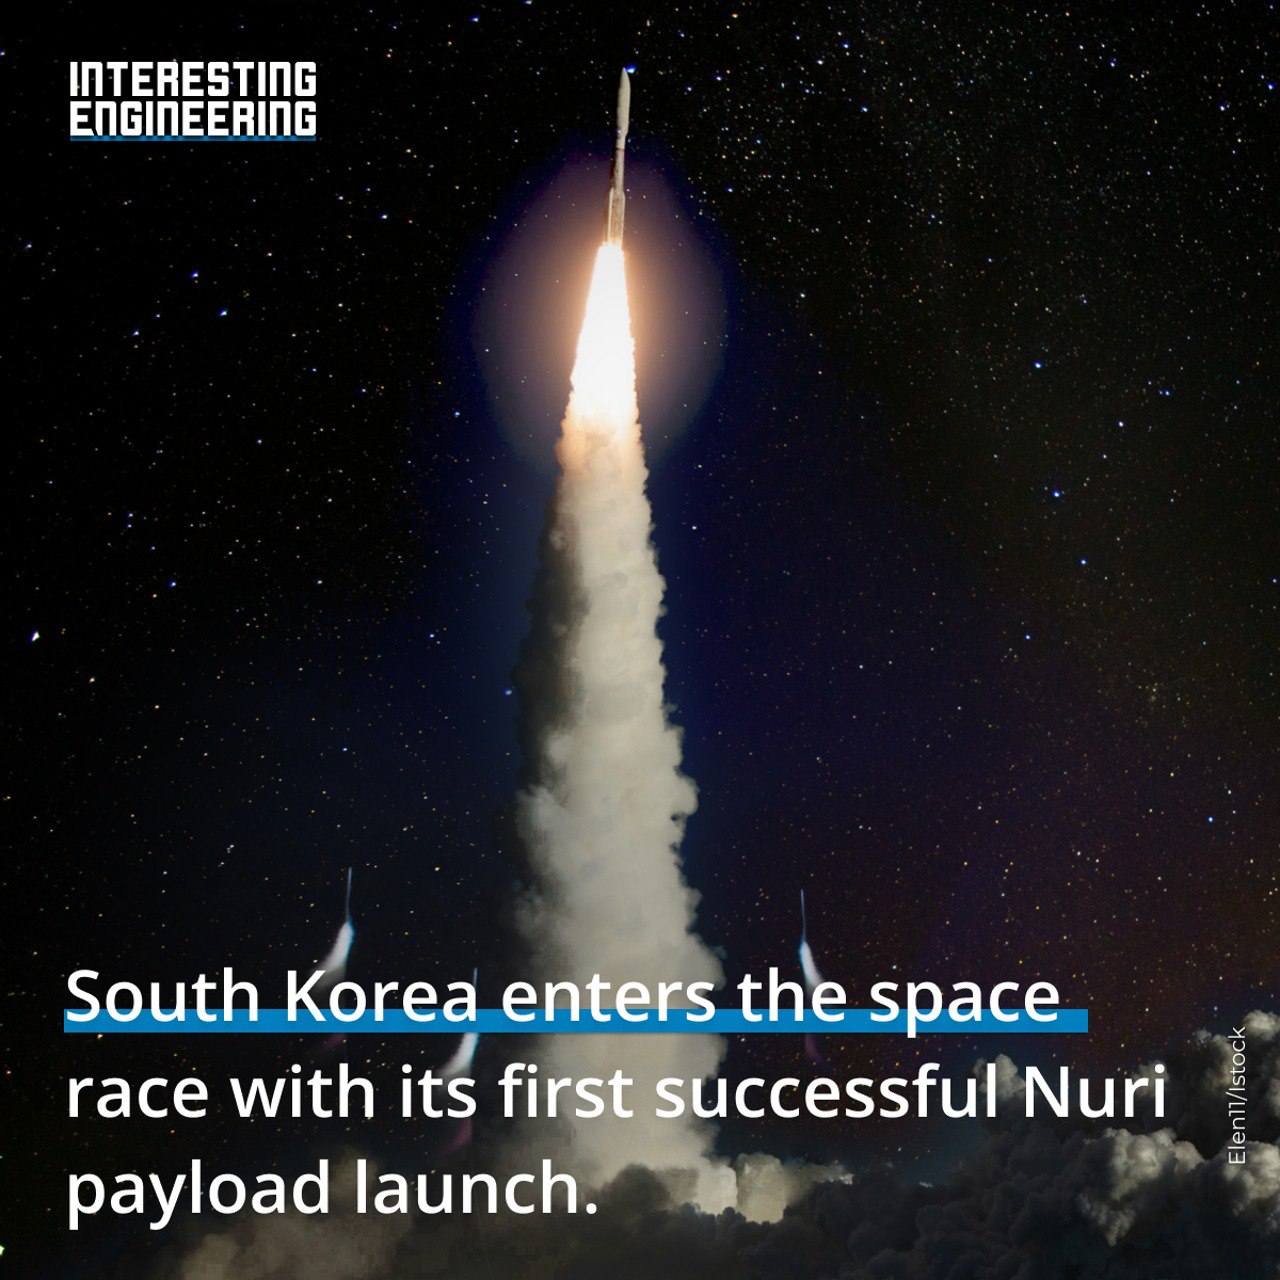 INTERESTING
ENGINEERING
South Korea enters the space
race with its first successful Nuri
payload launch.
Elen11/Istock